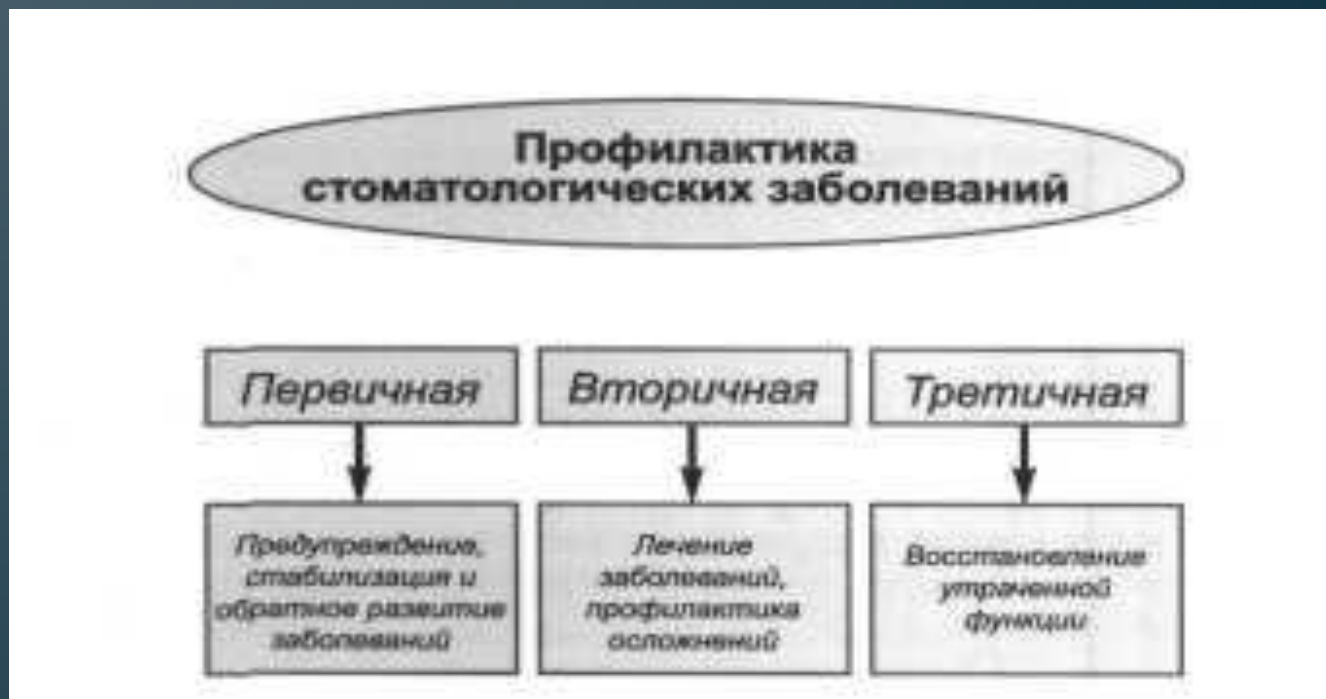 Профилактика
стоматологических заболеваний
Первичная
Вторичная
Третичная
Предупреждение,
стабилизация и
обратное развитие
заболеваний
Лечение
заболеваний,
профилактика
осложнений
Восстановление
утраченной
функции